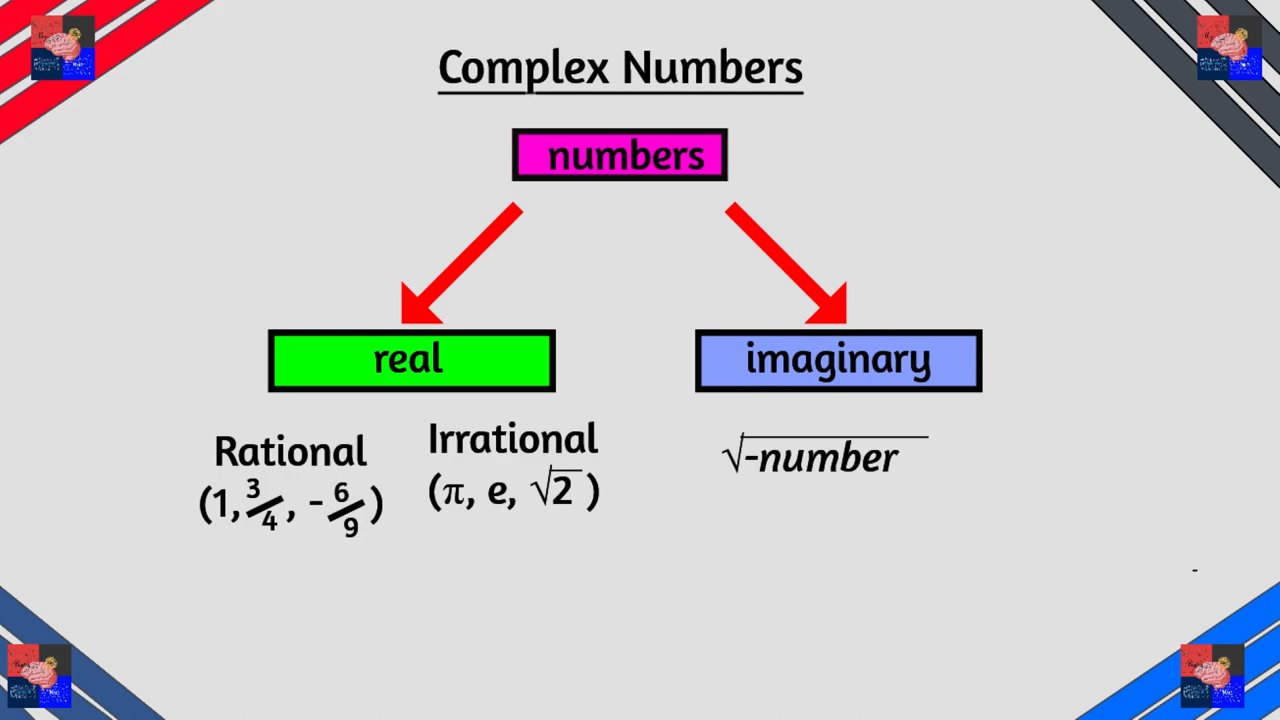 Complex Numbers
numbers
real
imaginary
Rational
(1, 3/4, - 6/9)
Irrational
(π, e, √2 )
√-number
-